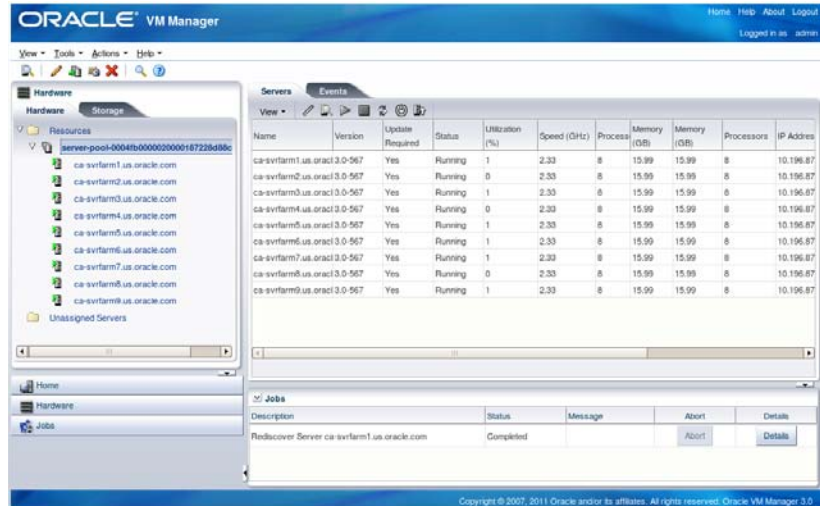 ORACLE VM Manager
Home Help About Logout
Logged in as admin
View Tools Actions Help
Hardware
Hardware Storage
Resources
server-pool-0004fb0000020000187228d88c
ca-svrfarm1.us.oracle.com
ca-svrfarm2.us.oracle.com
ca-svrfarm3.us.oracle.com
ca-svrfarm4.us.oracle.com
ca-svrfarm5.us.oracle.com
ca-svrfarm6.us.oracle.com
ca-svrfarm7.us.oracle.com
ca-svrfarm8.us.oracle.com
ca-svrfarm9.us.oracle.com
Unassigned Servers
Home
Hardware
Jobs
Servers Events
View
Name Version Update Required Status Utilization (%) Speed (GHz) Process Memory (GB) Memory (GB) Processors IP Addres
ca-svrfarm1.us.oracl 3.0-567 Yes Running 1 2.33 8 15.99 15.99 8 10.196.87
ca-svrfarm2.us.oracl 3.0-567 Yes Running 0 2.33 8 15.99 15.99 8 10.196.87
ca-svrfarm3.us.oracl 3.0-567 Yes Running 1 2.33 8 15.99 15.99 8 10.196.87
ca-svrfarm4.us.oracl 3.0-567 Yes Running 0 2.33 8 15.99 15.99 8 10.196.87
ca-svrfarm5.us.oracl 3.0-567 Yes Running 1 2.33 8 15.99 15.99 8 10.196.87
ca-svrfarm6.us.oracl 3.0-567 Yes Running 1 2.33 8 15.99 15.99 8 10.196.87
ca-svrfarm7.us.oracl 3.0-567 Yes Running 1 2.33 8 15.99 15.99 8 10.196.87
ca-svrfarm8.us.oracl 3.0-567 Yes Running 0 2.33 8 15.99 15.99 8 10.196.87
ca-svrfarm9.us.oracl 3.0-567 Yes Running 1 2.33 8 15.99 15.99 8 10.196.87
Jobs
Description Status Message Abort Details
Rediscover Server ca-svrfarm1.us.oracle.com Completed Abort Details
Copyright © 2007, 2011 Oracle and/or its affiliates. All rights reserved. Oracle VM Manager 3.0